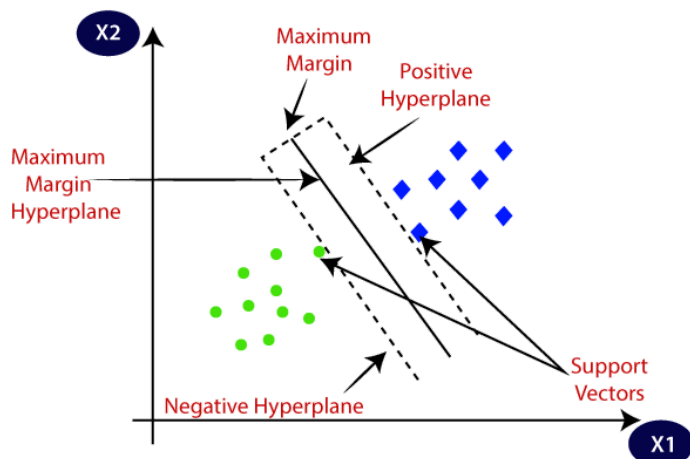 X2
Maximum
Margin
Positive
Hyperplane
Maximum
Margin
Hyperplane
Support
Vectors
Negative Hyperplane
X1